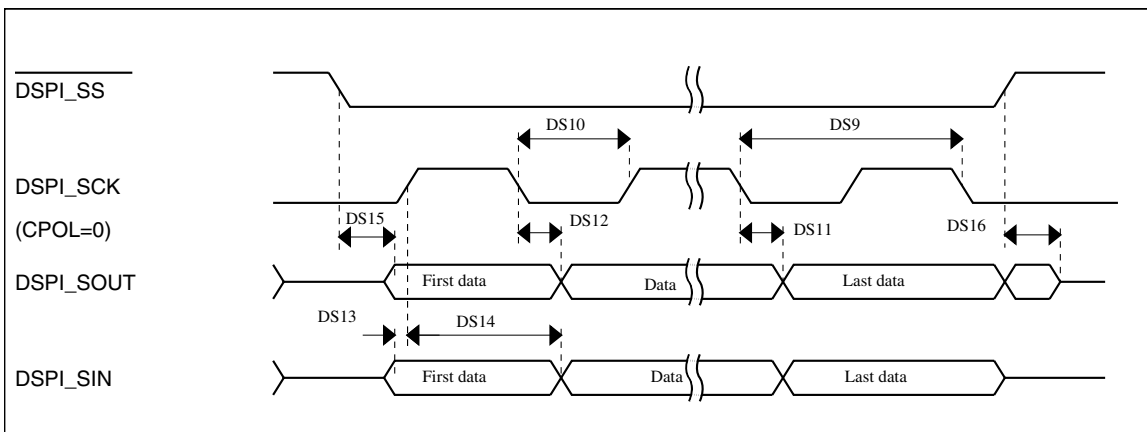 DSPI_SS
DS10
DS9
DSPI_SCK
DS15
DS12
DS11
DS16
(CPOL=0)
DSPI_SOUT
First data
Data
Last data
DS13
DS14
DSPI_SIN
First data
Data
Last data